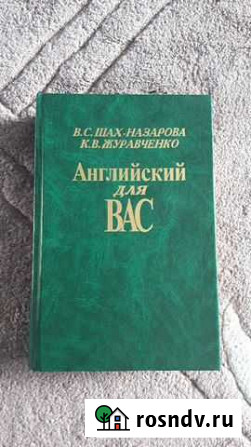 В.С.ШАХ-НАЗАРОВА
К.В.ЖУРАВЧЕНКО
Английский
для
ВАС
rosndv.ru